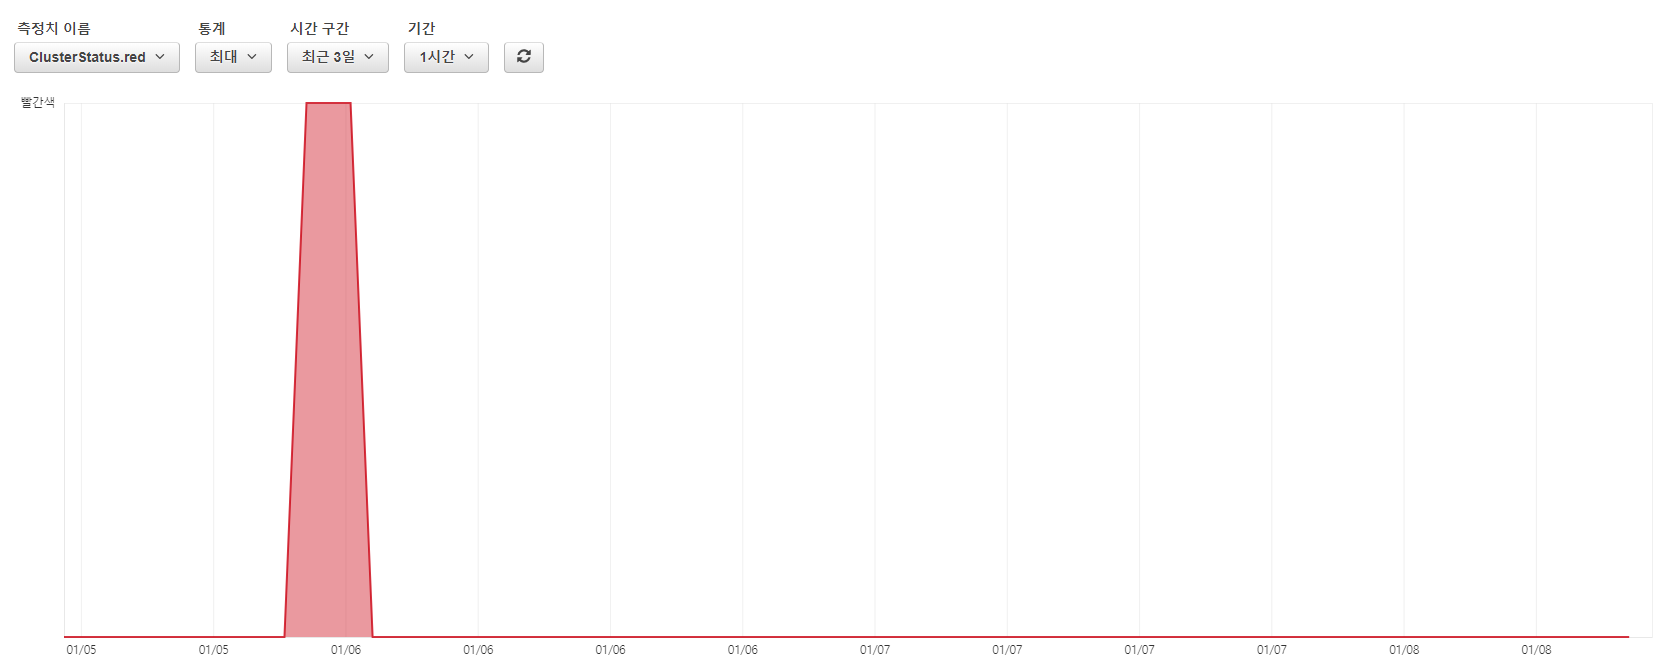 측정치 이름 통계 시간 구간 기간
ClusterStatus.red 최대 최근 3일 1시간
빨간색
01/05 01/05 01/06 01/06 01/06 01/06 01/07 01/07 01/07 01/07 01/08 01/08